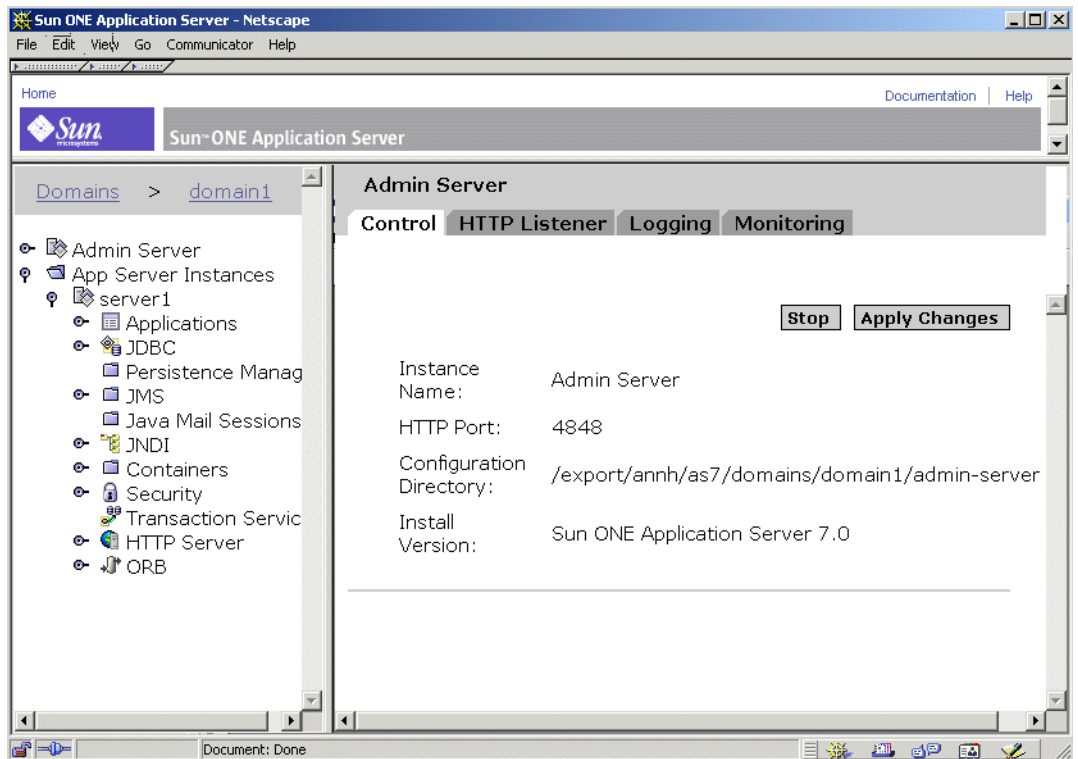 Sun ONE Application Server - Netscape
File Edit View Go Communicator Help
Home
Documentation | Help
Sun
microsystems
Sun™ ONE Application Server
Domains > domain1
Admin Server
App Server Instances
server1
Applications
JDBC
Persistence Manag
JMS
Java Mail Sessions
JNDI
Containers
Security
Transaction Servic
HTTP Server
ORB
Admin Server
Control HTTP Listener Logging Monitoring
Stop Apply Changes
Instance
Name:
Admin Server
HTTP Port: 4848
Configuration
Directory:
/export/annh/as7/domains/domain1/admin-server
Install
Version:
Sun ONE Application Server 7.0
Document: Done